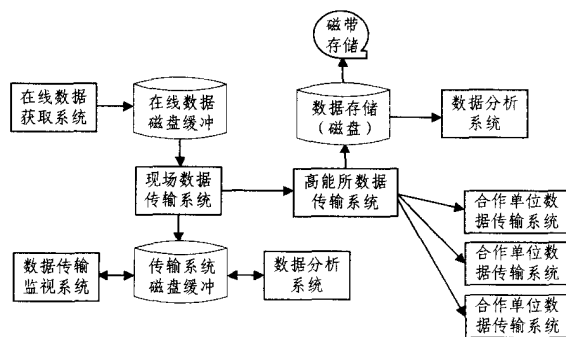 磁带
存储
在线数据
获取系统
在线数据
磁盘缓冲
数据存储
（磁盘）
数据分析
系统
现场数据
传输系统
高能所数据
传输系统
合作单位数
据传输系统
合作单位数
据传输系统
合作单位数
据传输系统
数据传输
监视系统
传输系统
磁盘缓冲
数据分析
系统